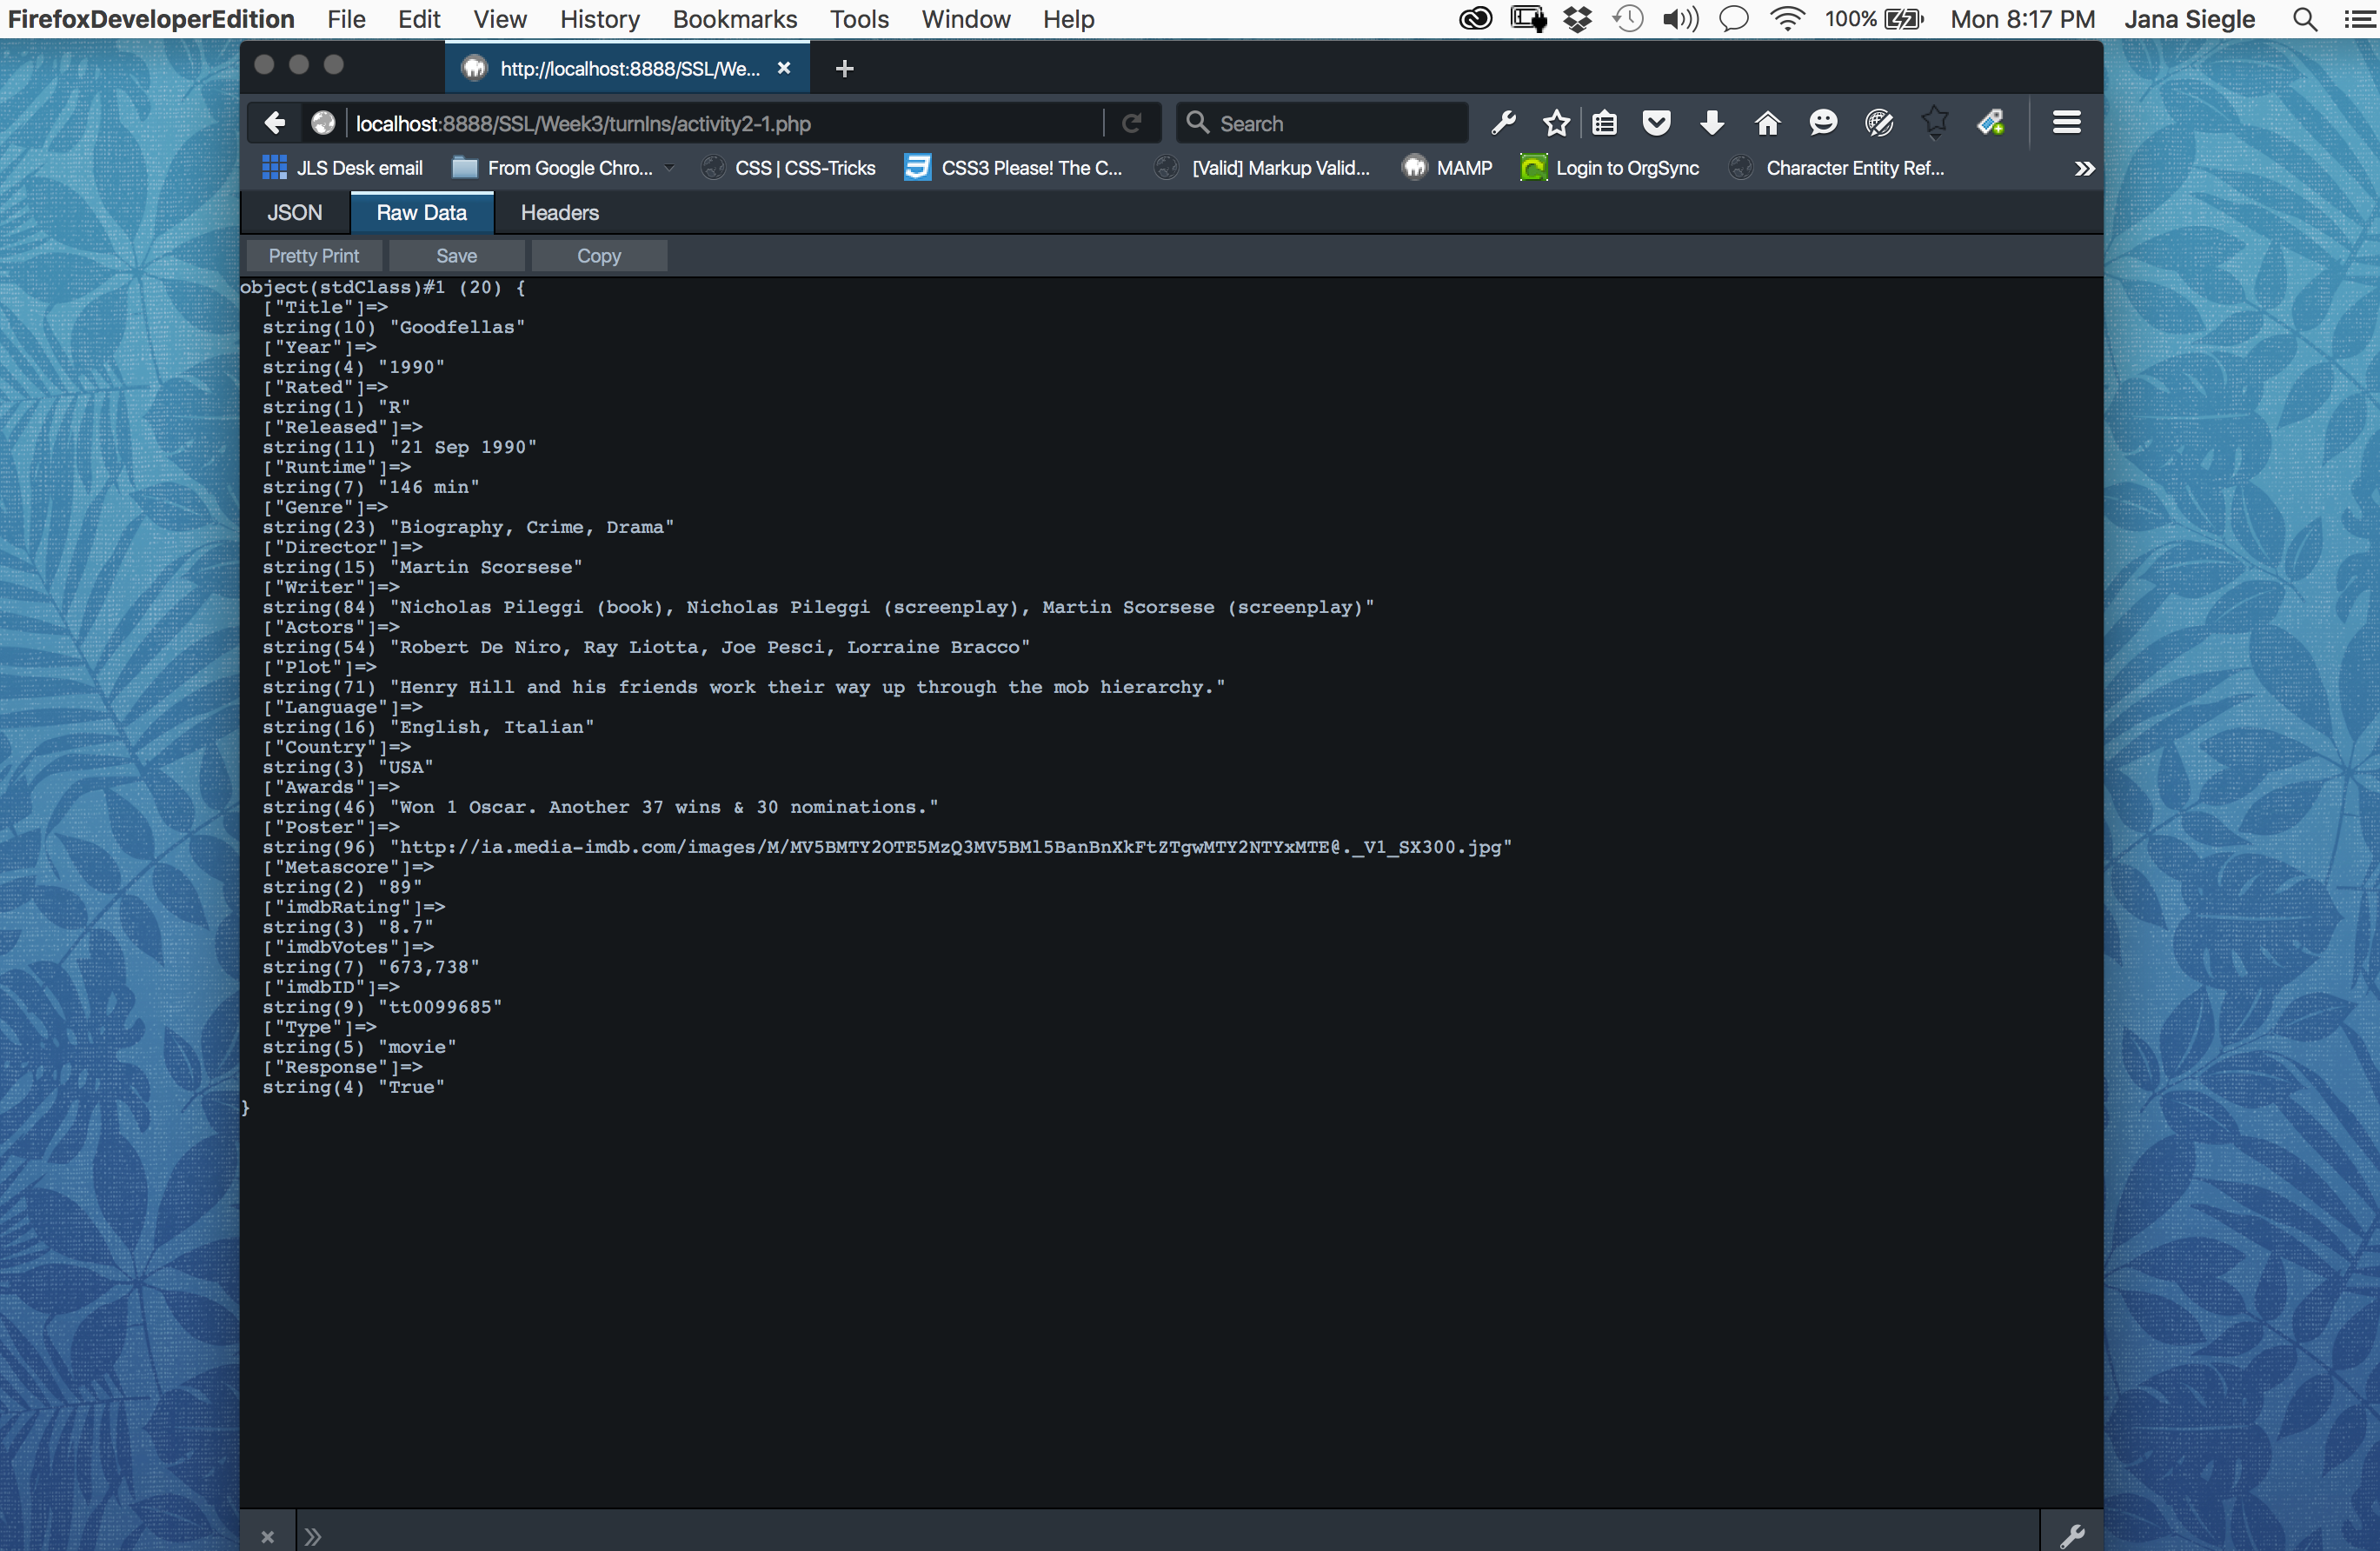 FirefoxDeveloperEdition File Edit View History Bookmarks Tools Window Help 100% Mon 8:17 PM Jana Siegle
http://localhost:8888/SSL/We...
localhost:8888/SSL/Week3/turnIns/activity2-1.php Search
JLS Desk email From Google Chro... CSS | CSS-Tricks CSS3 Please! The C... [Valid] Markup Valid... MAMP Login to OrgSync Character Entity Ref...
JSON Raw Data Headers
Pretty Print Save Copy
object(stdClass)#1 (20) {
["Title"]=>
string(10) "Goodfellas"
["Year"]=>
string(4) "1990"
["Rated"]=>
string(1) "R"
["Released"]=>
string(11) "21 Sep 1990"
["Runtime"]=>
string(7) "146 min"
["Genre"]=>
string(23) "Biography, Crime, Drama"
["Director"]=>
string(15) "Martin Scorsese"
["Writer"]=>
string(84) "Nicholas Pileggi (book), Nicholas Pileggi (screenplay), Martin Scorsese (screenplay)"
["Actors"]=>
string(54) "Robert De Niro, Ray Liotta, Joe Pesci, Lorraine Bracco"
["Plot"]=>
string(71) "Henry Hill and his friends work their way up through the mob hierarchy."
["Language"]=>
string(16) "English, Italian"
["Country"]=>
string(3) "USA"
["Awards"]=>
string(46) "Won 1 Oscar. Another 37 wins & 30 nominations."
["Poster"]=>
string(96) "http://ia.media-imdb.com/images/M/MV5BMTY2OTE5MzQ3MV5BMl5BanBnXkFtZTgwMTY2NTYxMTE@._V1_SX300.jpg"
["Metascore"]=>
string(2) "89"
["imdbRating"]=>
string(3) "8.7"
["imdbVotes"]=>
string(7) "673,738"
["imdbID"]=>
string(9) "tt0099685"
["Type"]=>
string(5) "movie"
["Response"]=>
string(4) "True"
}